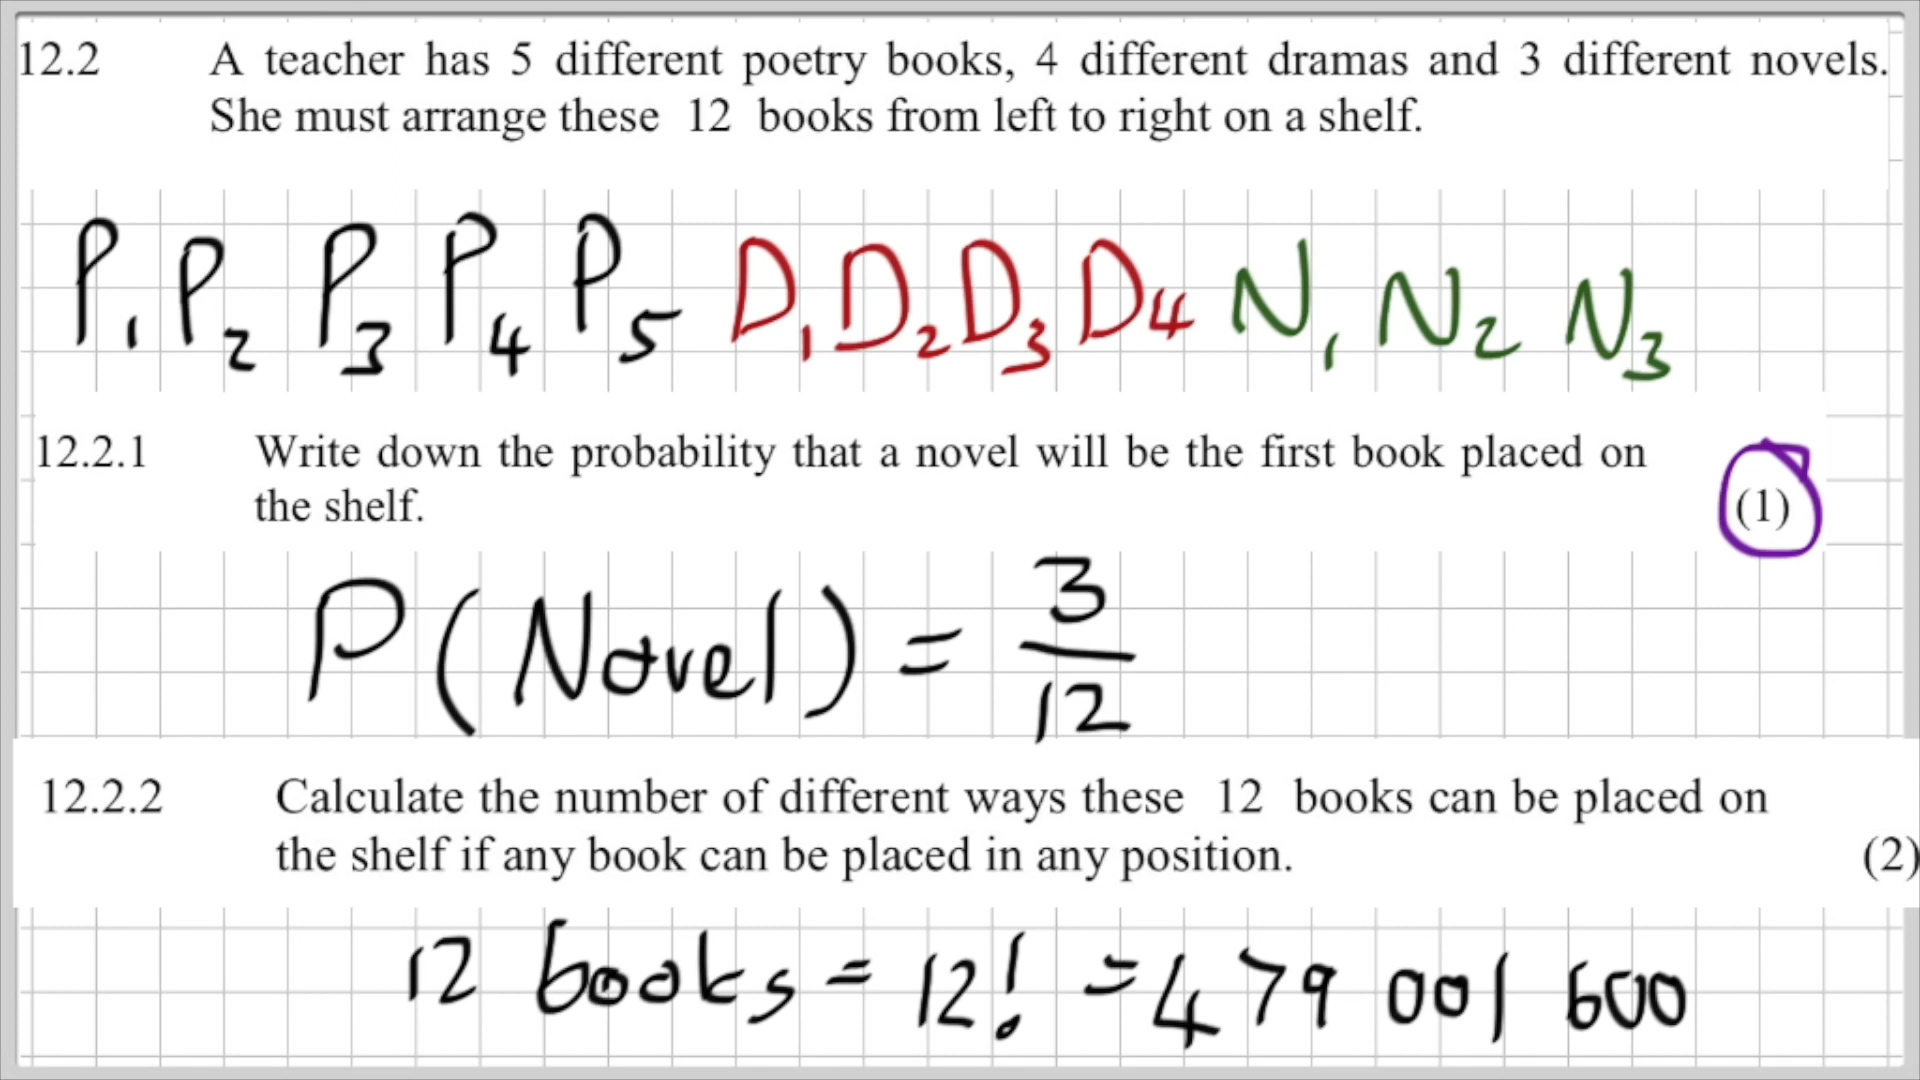 12.2 A teacher has 5 different poetry books, 4 different dramas and 3 different novels.
She must arrange these 12 books from left to right on a shelf.
P₁ P₂ P₃ P₄ P₅ D₁ D₂ D₃ D₄ N₁ N₂ N₃
12.2.1 Write down the probability that a novel will be the first book placed on
the shelf. (1)
P(Novel) = 3/12
12.2.2 Calculate the number of different ways these 12 books can be placed on
the shelf if any book can be placed in any position. (2)
12 books = 12! = 479 001 600